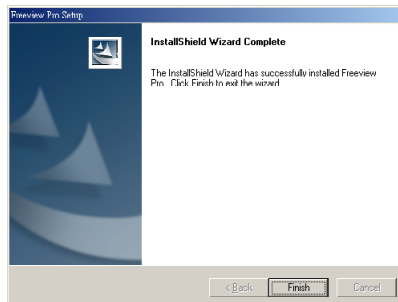 Freeview Pro Setup
InstallShield Wizard Complete
The InstallShield Wizard has successfully installed Freeview
Pro. Click Finish to exit the wizard.
< Back
Finish
Cancel